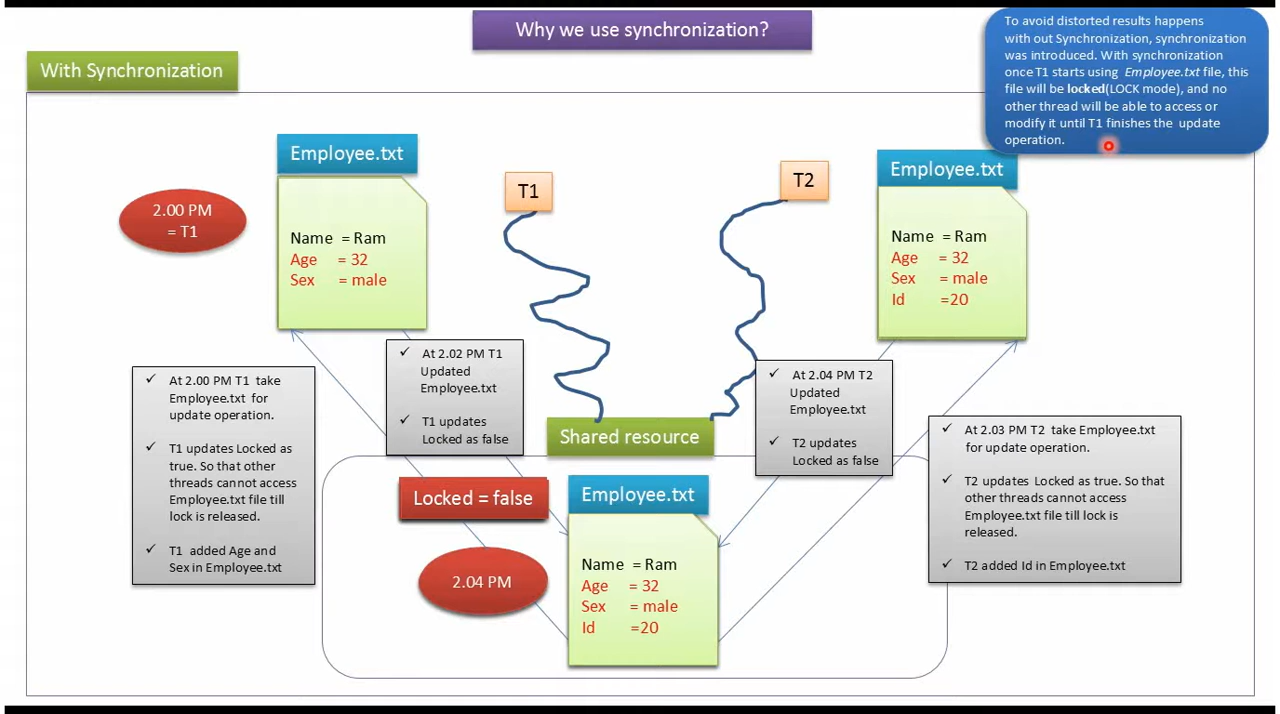 Why we use synchronization?
To avoid distorted results happens
with out Synchronization, synchronization
was introduced. With synchronization
once T1 starts using Employee.txt file, this
file will be locked(LOCK mode), and no
other thread will be able to access or
modify it until T1 finishes the update
operation.
With Synchronization
2.00 PM
= T1
Employee.txt
Name = Ram
Age = 32
Sex = male
T1
T2
Employee.txt
Name = Ram
Age = 32
Sex = male
Id =20
✓ At 2.00 PM T1 take
Employee.txt for
update operation.
✓ T1 updates Locked as
true. So that other
threads cannot access
Employee.txt file till
lock is released.
✓ T1 added Age and
Sex in Employee.txt
✓ At 2.02 PM T1
Updated
Employee.txt
✓ T1 updates
Locked as false
Shared resource
✓ At 2.04 PM T2
Updated
Employee.txt
✓ T2 updates
Locked as false
✓ At 2.03 PM T2 take Employee.txt
for update operation.
✓ T2 updates Locked as true. So that
other threads cannot access
Employee.txt file till lock is
released.
✓ T2 added Id in Employee.txt
Locked = false
2.04 PM
Employee.txt
Name = Ram
Age = 32
Sex = male
Id =20